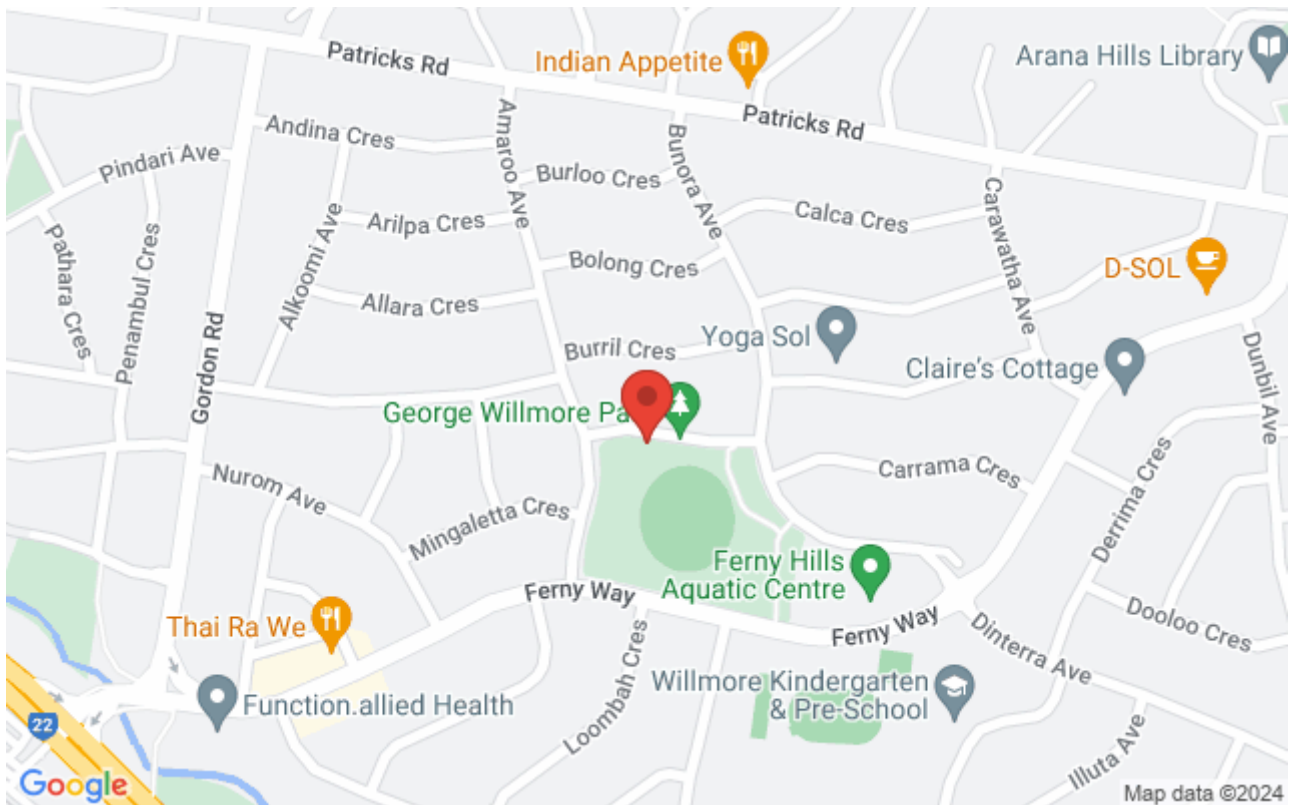 Patricks Rd
Indian Appetite
Arana Hills Library
Andina Cres
Amaroo Ave
Bunora Ave
Patricks Rd
Pindari Ave
Burloo Cres
Carawatha Ave
Calca Cres
Arilpa Cres
Pathara Cres
Penambul Cres
Alkoomi Ave
Bolong Cres
D-SOL
Allara Cres
Gordon Rd
Yoga Sol
Burril Cres
Claire's Cottage
Dunbil Ave
George Willmore Pa
Carrama Cres
Nurom Ave
Mingaletta Cres
Derrima Cres
Ferny Hills
Aquatic Centre
Ferny Way
Thai Ra We
Ferny Way
Dooloo Cres
Dinterra Ave
Loombah Cres
Willmore Kindergarten
& Pre-School
Function.allied Health
22
Illuta Ave
Google
Map data ©2024